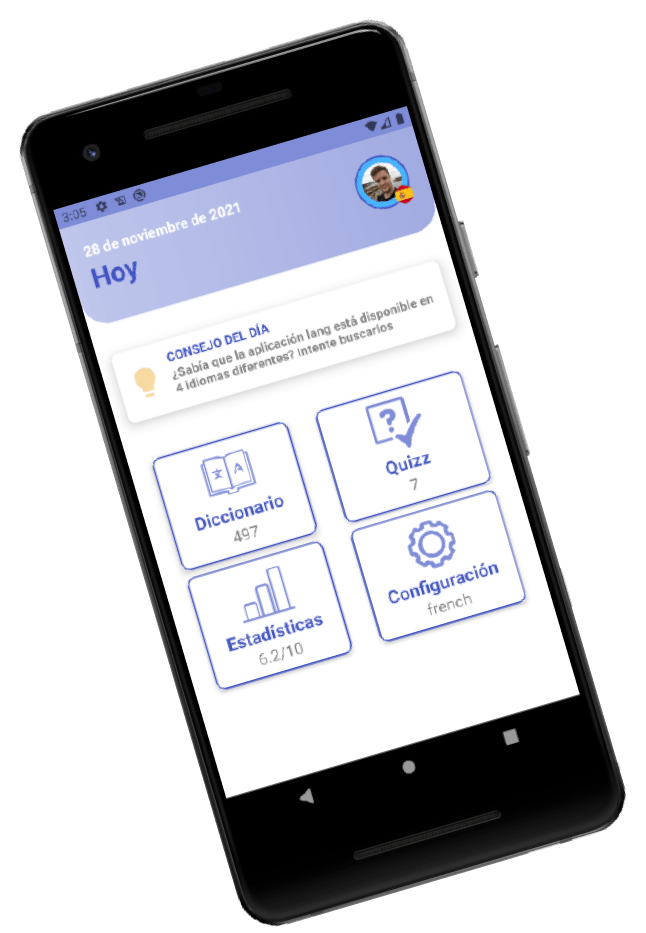 3:05
28 de noviembre de 2021
Hoy
CONSEJO DEL DÍA
¿Sabía que la aplicación lang está disponible en
4 idiomas diferentes? Intente buscarlos
文 A
Diccionario
497
?
Quizz
7
Estadísticas
6.2/10
Configuración
french